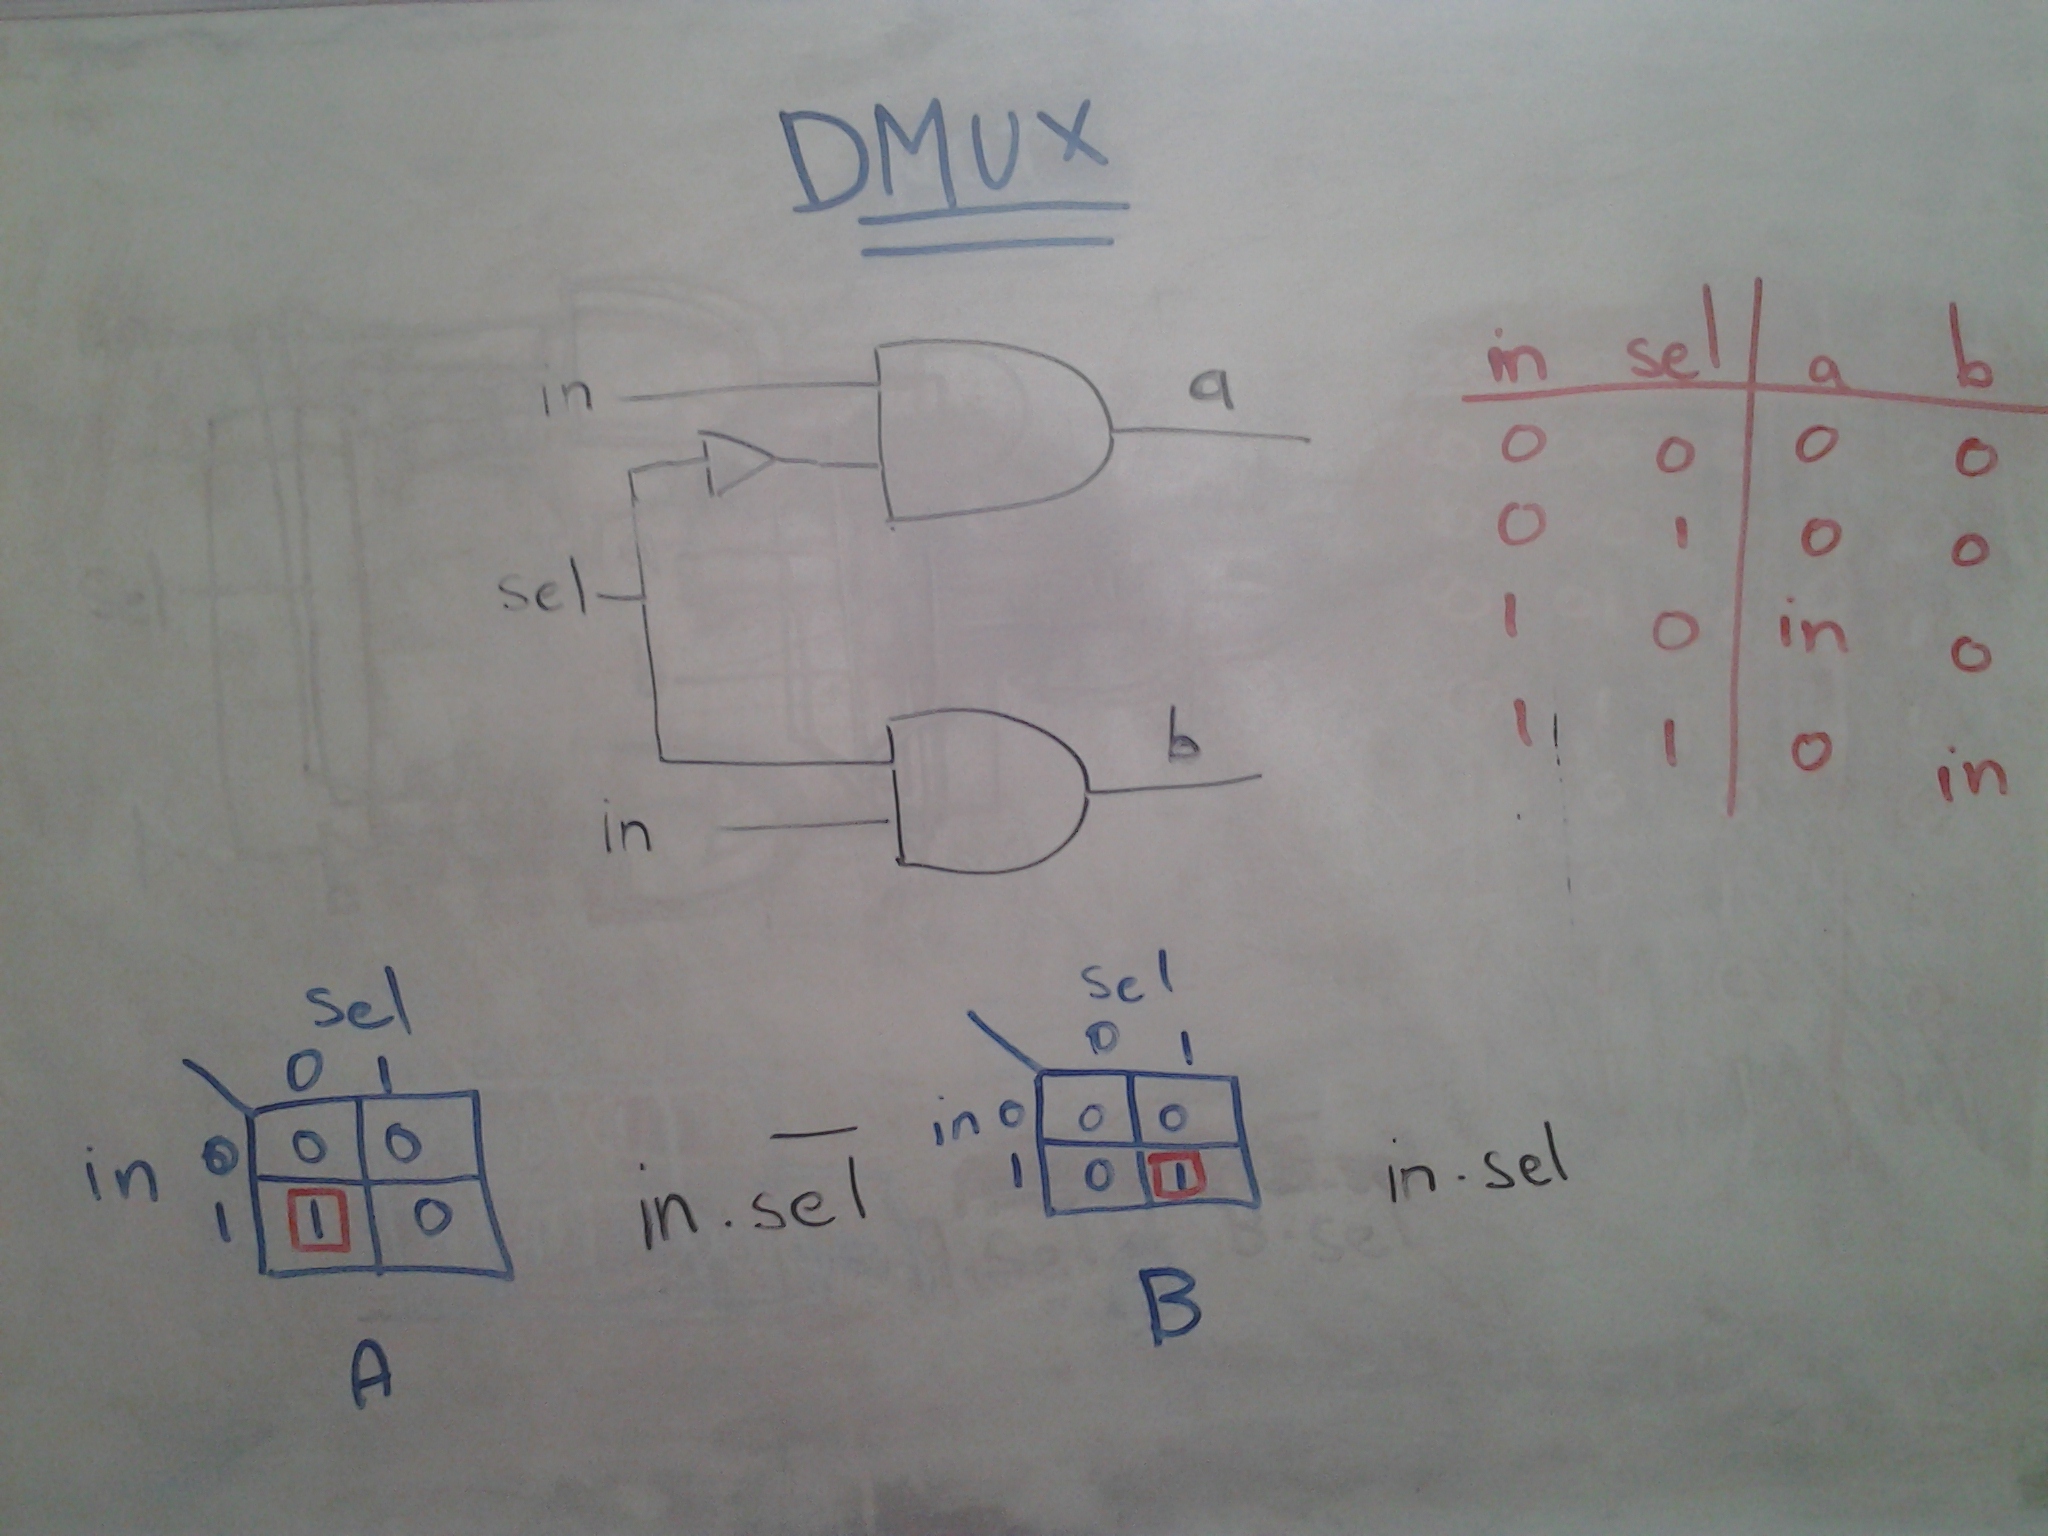 DMUX
in
a
sel
b
in
in sel a b
0 0 0 0
0 1 0 0
1 0 in 0
1 1 0 in
sel
0 1
in 0 0 0
1 1 0
A
in · s̅e̅l̅
sel
0 1
in 0 0 0
1 0 1
B
in · sel